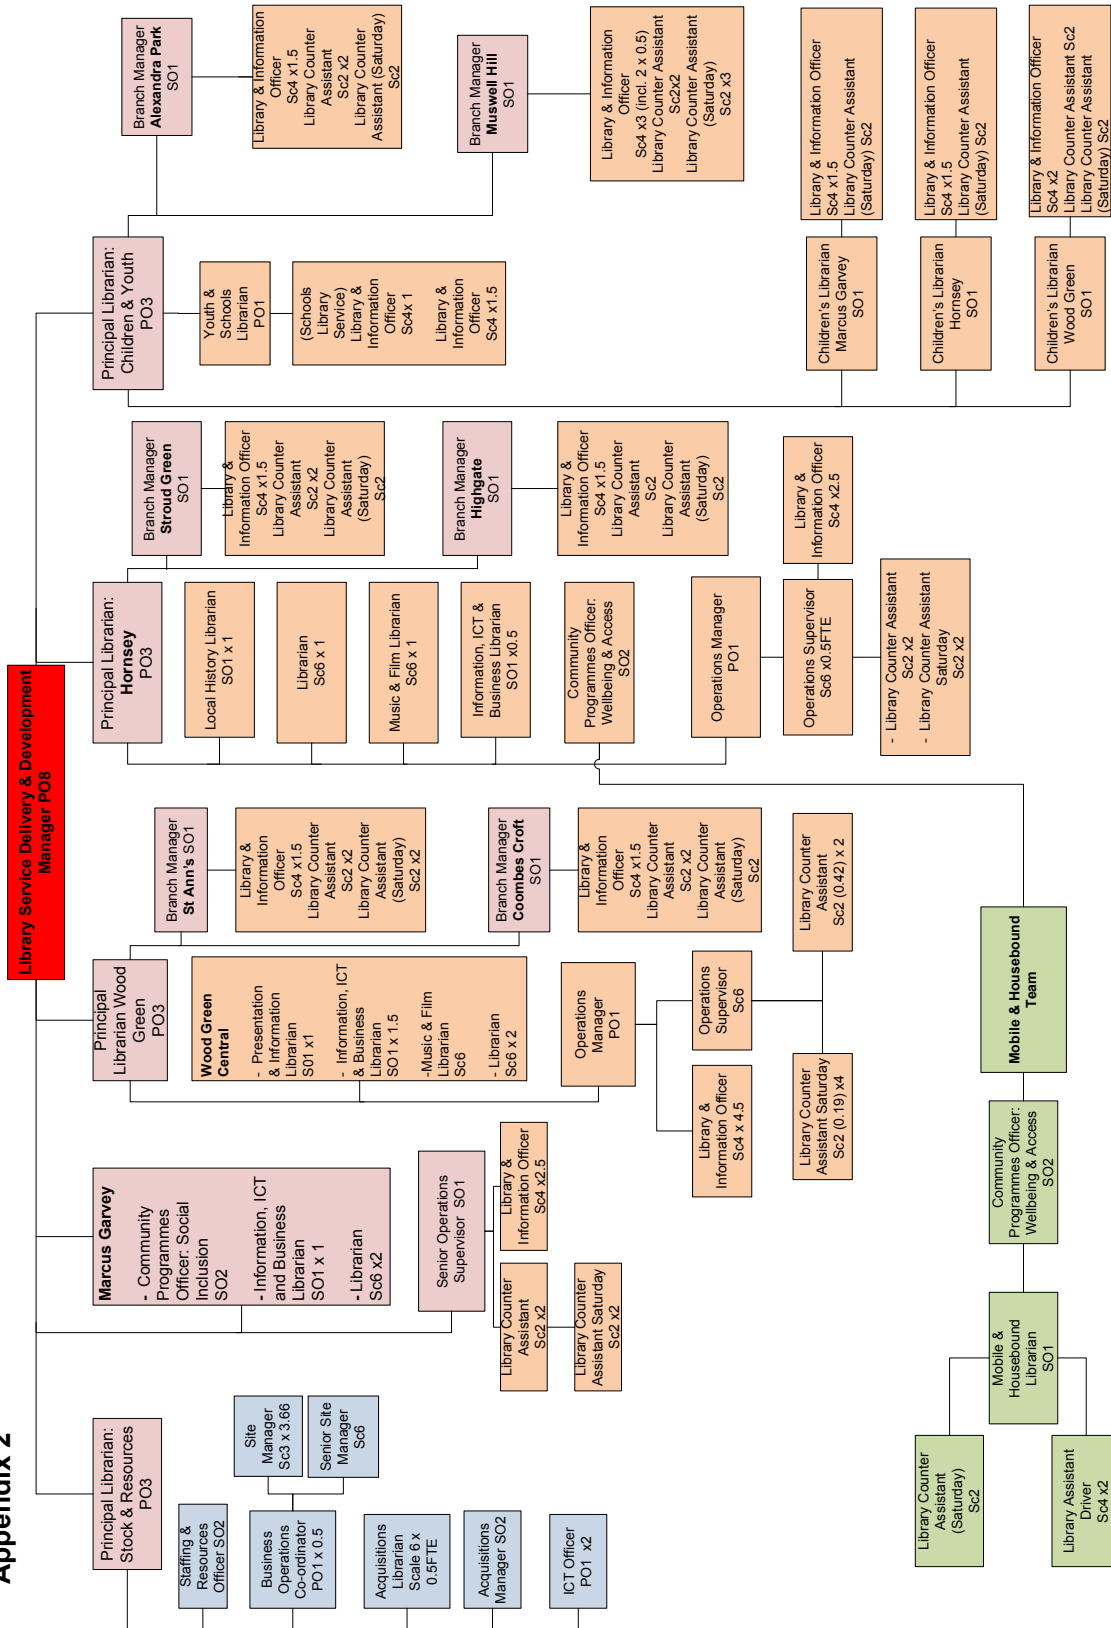 Appendix 2
Library Service Delivery & Development
Manager PO8
Principal Librarian:
Stock & Resources
PO3
Staffing &
Resources
Officer SO2
Business
Operations
Co-ordinator
PO1 x 0.5
Site
Manager
Sc3 x 3.66
Senior Site
Manager
Sc6
Acquisitions
Librarian
Scale 6 x
0.5FTE
Acquisitions
Manager SO2
ICT Officer
PO1 x2
Marcus Garvey
- Community
Programmes
Officer: Social
Inclusion
SO2
- Information, ICT
and Business
Librarian
SO1 x 1
- Librarian
Sc6 x2
Senior Operations
Supervisor SO1
Library Counter
Assistant
Sc2 x2
Library &
Information Officer
Sc4 x2.5
Library Counter
Assistant Saturday
Sc2 x2
Principal
Librarian Wood
Green
PO3
Branch Manager
St Ann's SO1
Library &
Information
Officer
Sc4 x1.5
Library Counter
Assistant
Sc2 x2
Library Counter
Assistant
(Saturday)
Sc2 x2
Wood Green
Central
- Presentation
& Information
Librarian
S01 x1
- Information, ICT
& Business
Librarian
SO1 x 1.5
-Music & Film
Librarian
Sc6
- Librarian
Sc6 x 2
Branch Manager
Coombes Croft
SO1
Library &
Information
Officer
Sc4 x1.5
Library Counter
Assistant
Sc2 x2
Library Counter
Assistant
(Saturday)
Sc2
Operations
Manager
PO1
Library &
Information Officer
Sc4 x 4.5
Operations
Supervisor
Sc6
Library Counter
Assistant Saturday
Sc2 (0.19) x4
Library Counter
Assistant
Sc2 (0.42) x 2
Principal Librarian:
Hornsey
PO3
Branch Manager
Stroud Green
SO1
Library &
Information Officer
Sc4 x1.5
Library Counter
Assistant
Sc2 x2
Library Counter
Assistant
(Saturday)
Sc2
Local History Librarian
SO1 x 1
Librarian
Sc6 x 1
Music & Film Librarian
Sc6 x 1
Information, ICT &
Business Librarian
SO1 x0.5
Branch Manager
Highgate
SO1
Library &
Information Officer
Sc4 x1.5
Library Counter
Assistant
Sc2
Library Counter
Assistant
(Saturday)
Sc2
Community
Programmes Officer:
Wellbeing & Access
SO2
Operations Manager
PO1
Operations Supervisor
Sc6 x0.5FTE
Library &
Information Officer
Sc4 x2.5
- Library Counter Assistant
Sc2 x2
- Library Counter Assistant
Saturday
Sc2 x2
Principal Librarian:
Children & Youth
PO3
Branch Manager
Alexandra Park
SO1
Library & Information
Officer
Sc4 x1.5
Library Counter
Assistant
Sc2 x2
Library Counter
Assistant (Saturday)
Sc2
Youth &
Schools
Librarian
PO1
(Schools
Library
Service)
Library &
Information
Officer
Sc4x 1
Library &
Information
Officer
Sc4 x1.5
Branch Manager
Muswell Hill
SO1
Library & Information
Officer
Sc4 x3 (incl. 2 x 0.5)
Library Counter Assistant
Sc2x2
Library Counter Assistant
(Saturday)
Sc2 x3
Children's Librarian
Marcus Garvey
SO1
Library & Information Officer
Sc4 x1.5
Library Counter Assistant
(Saturday) Sc2
Children's Librarian
Hornsey
SO1
Library & Information Officer
Sc4 x1.5
Library Counter Assistant
(Saturday) Sc2
Children's Librarian
Wood Green
SO1
Library & Information Officer
Sc4 x2
Library Counter Assistant Sc2
Library Counter Assistant
(Saturday) Sc2
Mobile & Housebound
Team
Community
Programmes Officer:
Wellbeing & Access
SO2
Mobile &
Housebound
Librarian
SO1
Library Counter
Assistant
(Saturday)
Sc2
Library Assistant
Driver
Sc4 x2